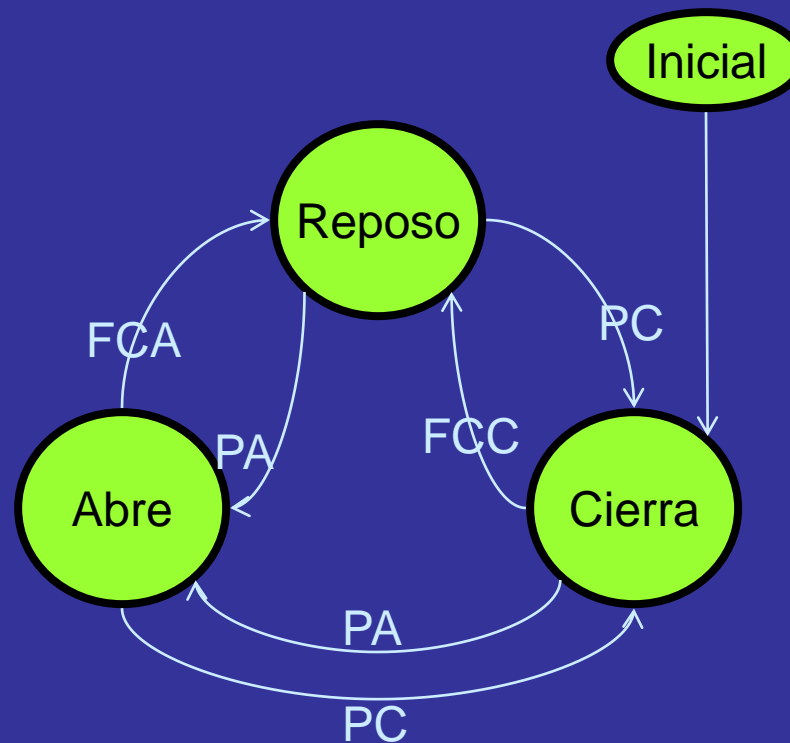 Inicial
Reposo
PC
FCA
FCC
PA
Abre
Cierra
PA
PC